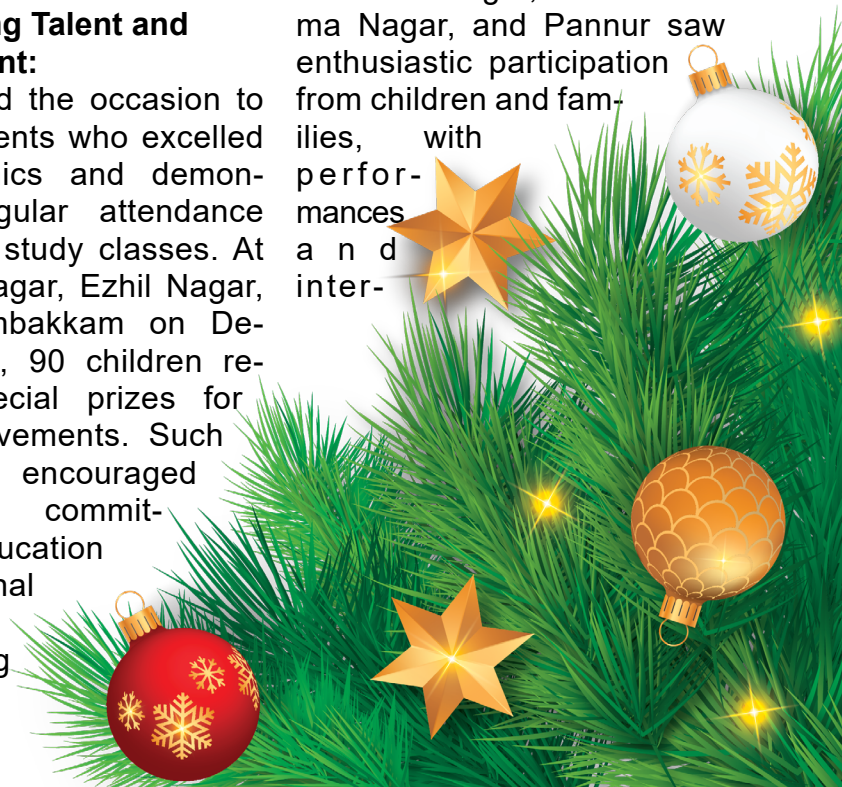 ng Talent and
nt:
d the occasion to
ents who excelled
ics and demon-
gular attendance
study classes. At
agar, Ezhil Nagar,
mbakkam on De-
, 90 children re-
ecial prizes for
vements. Such
encouraged
commit-
ucation
nal
g
ma Nagar, and Pannur saw
enthusiastic participation
from children and fam-
ilies, with
perfor-
mances
and
inter-